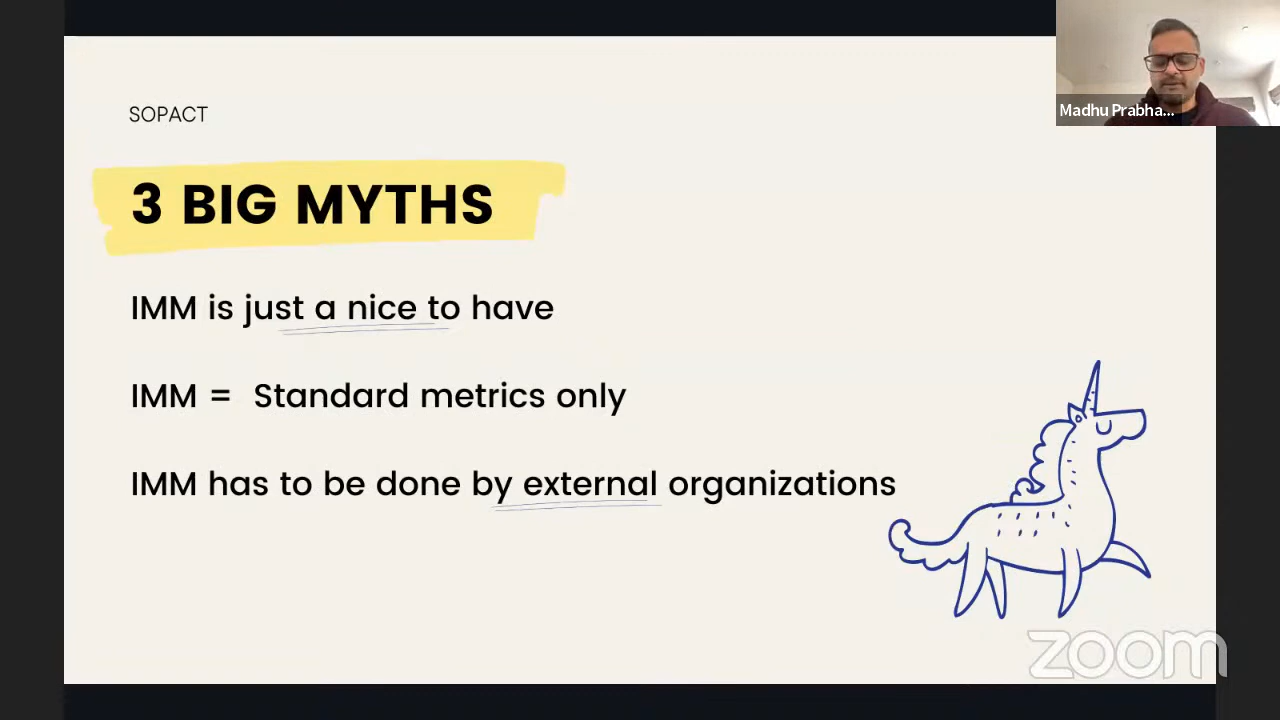 SOPACT
Madhu Prabha...
3 BIG MYTHS
IMM is just a nice to have
IMM = Standard metrics only
IMM has to be done by external organizations
zoom